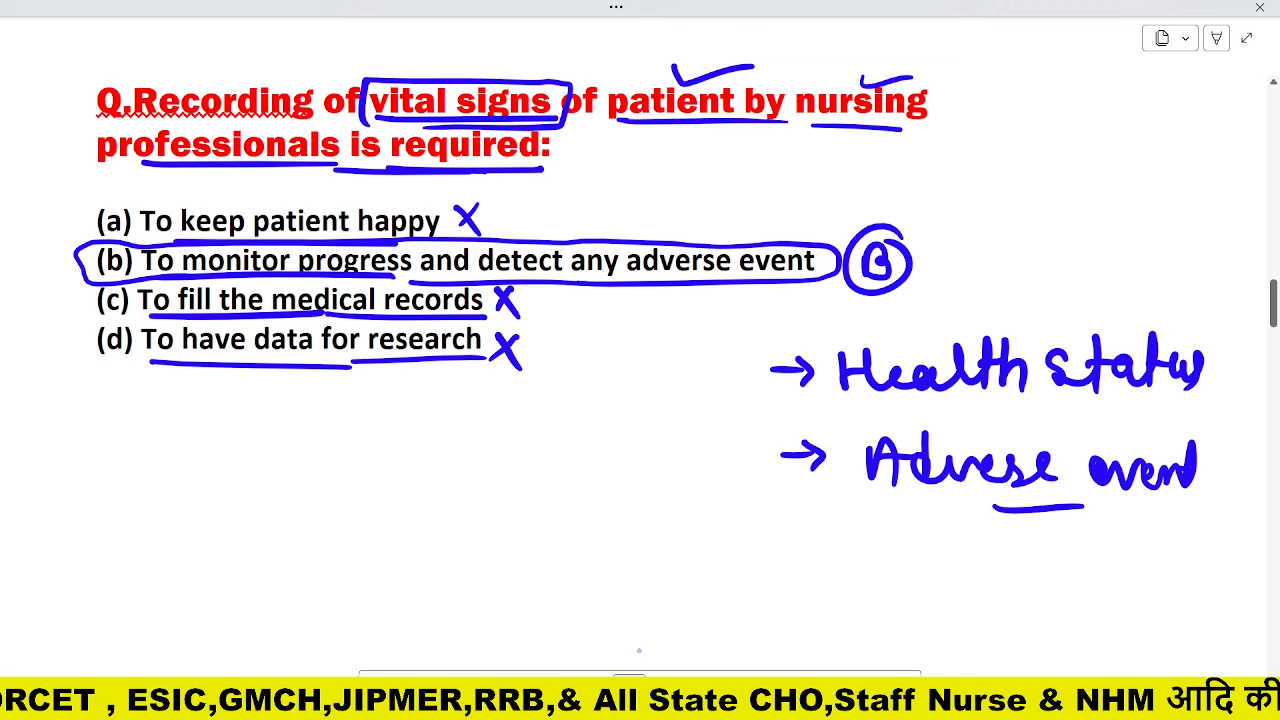 Q.Recording of vital signs of patient by nursing
professionals is required:
(a) To keep patient happy X
(b) To monitor progress and detect any adverse event B
(c) To fill the medical records X
(d) To have data for research X
→ Health Status
→ Adverse event
ORCET , ESIC,GMCH,JIPMER,RRB,& All State CHO,Staff Nurse & NHM आदि की